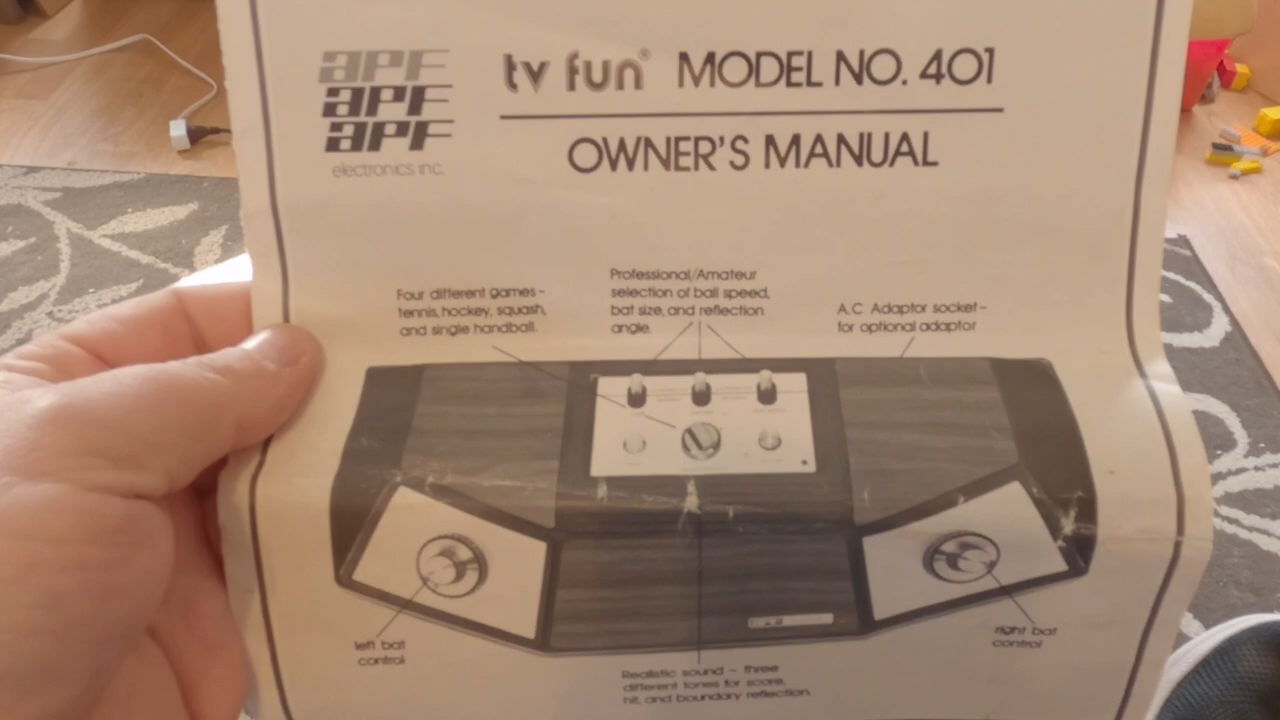 APF
APF
APF
electronics inc.
tv fun® MODEL NO. 401
OWNER'S MANUAL
Four different games-
tennis, hockey, squash,
and single handball.
Professional/Amateur
selection of ball speed,
bat size, and reflection
angle.
A.C Adaptor socket-
for optional adaptor
left bat
control
right bat
control
Realistic sound - three
different tones for score,
hit, and boundary reflection.